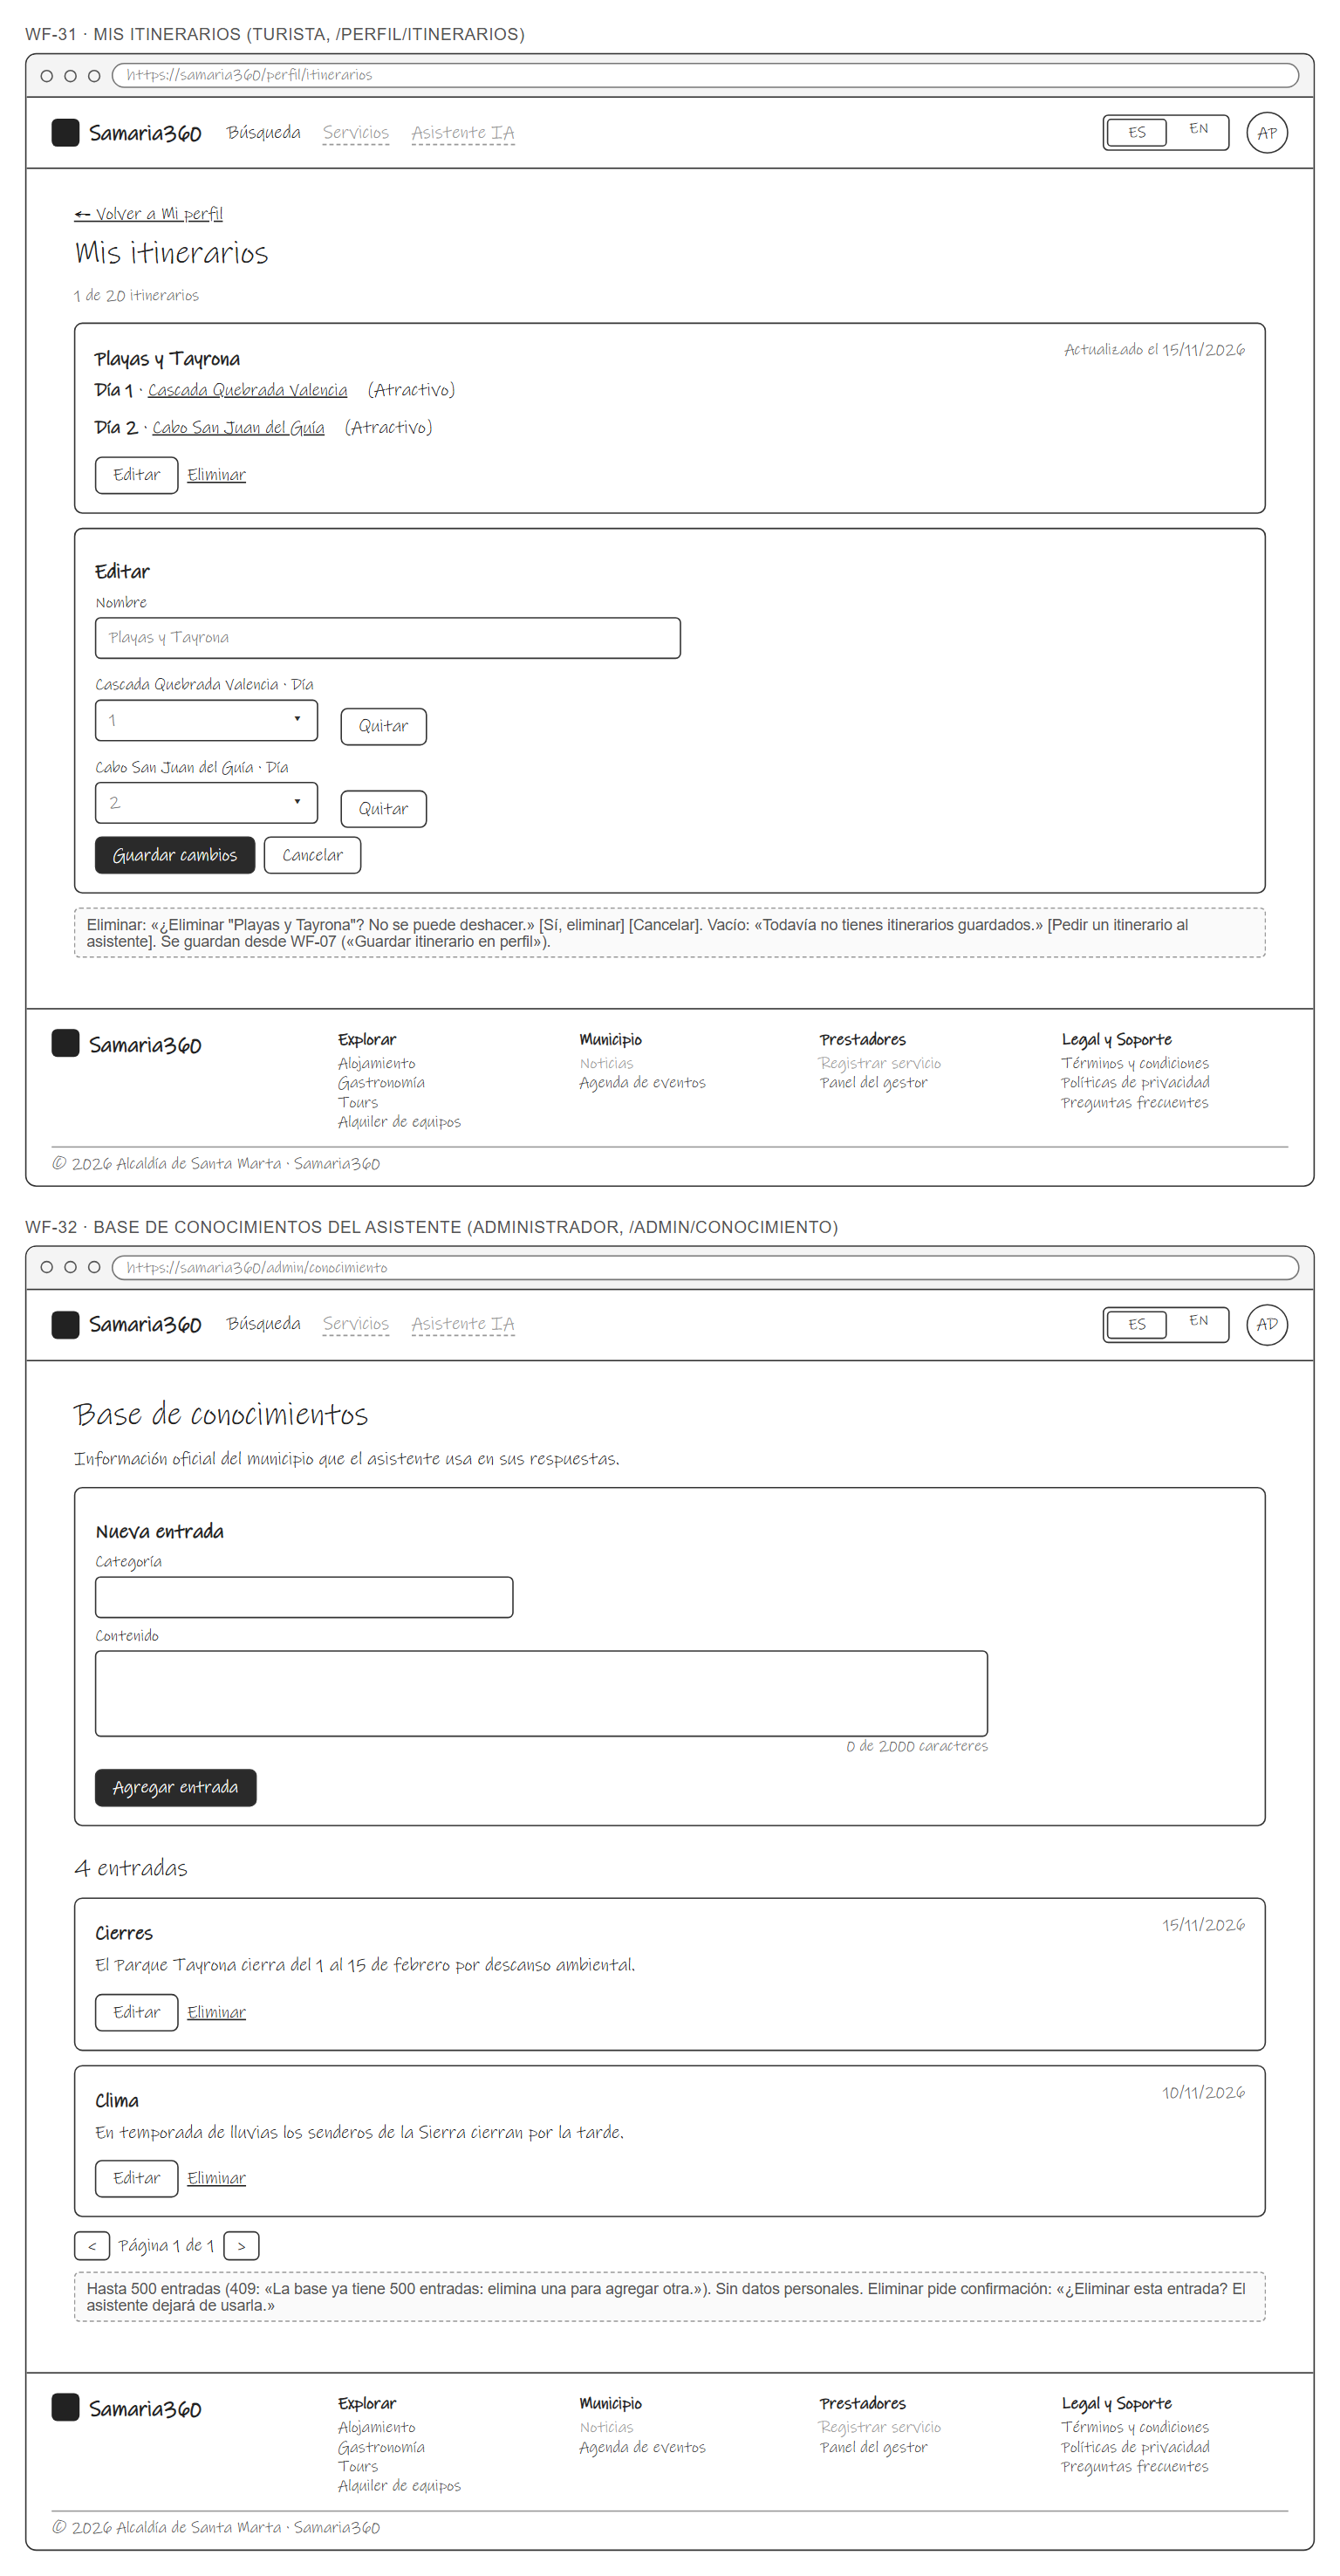 WF-31 · MIS ITINERARIOS (TURISTA, /PERFIL/ITINERARIOS)
https://samaria360/perfil/itinerarios
Samaria360 Búsqueda Servicios Asistente IA ES EN AP
← Volver a Mi perfil
Mis itinerarios
1 de 20 itinerarios
Playas y Tayrona Actualizado el 15/11/2026
Día 1 · Cascada Quebrada Valencia (Atractivo)
Día 2 · Cabo San Juan del Guía (Atractivo)
Editar Eliminar
Editar
Nombre
Playas y Tayrona
Cascada Quebrada Valencia · Día
1 ▾ Quitar
Cabo San Juan del Guía · Día
2 ▾ Quitar
Guardar cambios Cancelar
Eliminar: «¿Eliminar "Playas y Tayrona"? No se puede deshacer.» [Sí, eliminar] [Cancelar]. Vacío: «Todavía no tienes itinerarios guardados.» [Pedir un itinerario al
asistente]. Se guardan desde WF-07 («Guardar itinerario en perfil»).
Samaria360 Explorar Municipio Prestadores Legal y Soporte
Alojamiento Noticias Registrar servicio Términos y condiciones
Gastronomía Agenda de eventos Panel del gestor Políticas de privacidad
Tours Preguntas frecuentes
Alquiler de equipos
© 2026 Alcaldía de Santa Marta · Samaria360
WF-32 · BASE DE CONOCIMIENTOS DEL ASISTENTE (ADMINISTRADOR, /ADMIN/CONOCIMIENTO)
https://samaria360/admin/conocimiento
Samaria360 Búsqueda Servicios Asistente IA ES EN AD
Base de conocimientos
Información oficial del municipio que el asistente usa en sus respuestas.
Nueva entrada
Categoría
Contenido
0 de 2000 caracteres
Agregar entrada
4 entradas
Cierres 15/11/2026
El Parque Tayrona cierra del 1 al 15 de febrero por descanso ambiental.
Editar Eliminar
Clima 10/11/2026
En temporada de lluvias los senderos de la Sierra cierran por la tarde.
Editar Eliminar
< Página 1 de 1 >
Hasta 500 entradas (409: «La base ya tiene 500 entradas: elimina una para agregar otra.»). Sin datos personales. Eliminar pide confirmación: «¿Eliminar esta entrada? El
asistente dejará de usarla.»
Samaria360 Explorar Municipio Prestadores Legal y Soporte
Alojamiento Noticias Registrar servicio Términos y condiciones
Gastronomía Agenda de eventos Panel del gestor Políticas de privacidad
Tours Preguntas frecuentes
Alquiler de equipos
© 2026 Alcaldía de Santa Marta · Samaria360